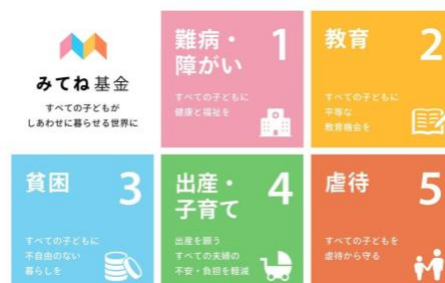 みてね基金
すべての子どもが
しあわせに暮らせる世界に
難病・
障がい
1
すべての子どもに
健康と福祉を
教育
2
すべての子どもに
平等な
教育機会を
貧困
3
すべての子どもに
不自由のない
暮らしを
出産・
子育て
4
出産を願う
すべての夫婦の
不安・負担を軽減
虐待
5
すべての子どもを
虐待から守る